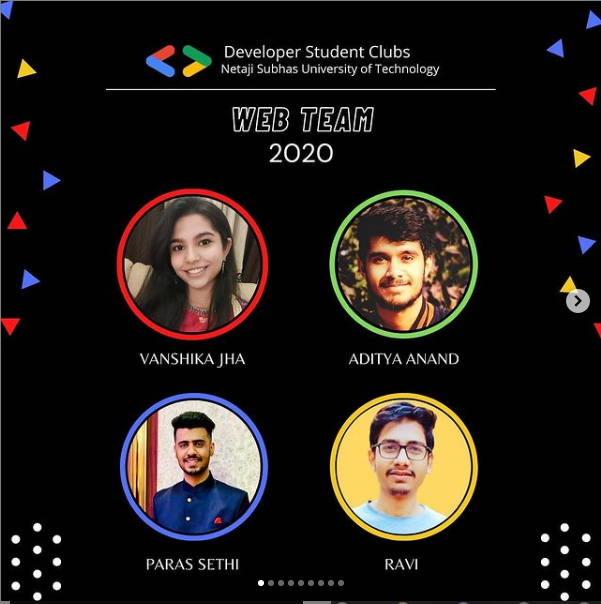 Developer Student Clubs
Netaji Subhas University of Technology
WEB TEAM
2020
VANSHIKA JHA
ADITYA ANAND
PARAS SETHI
RAVI